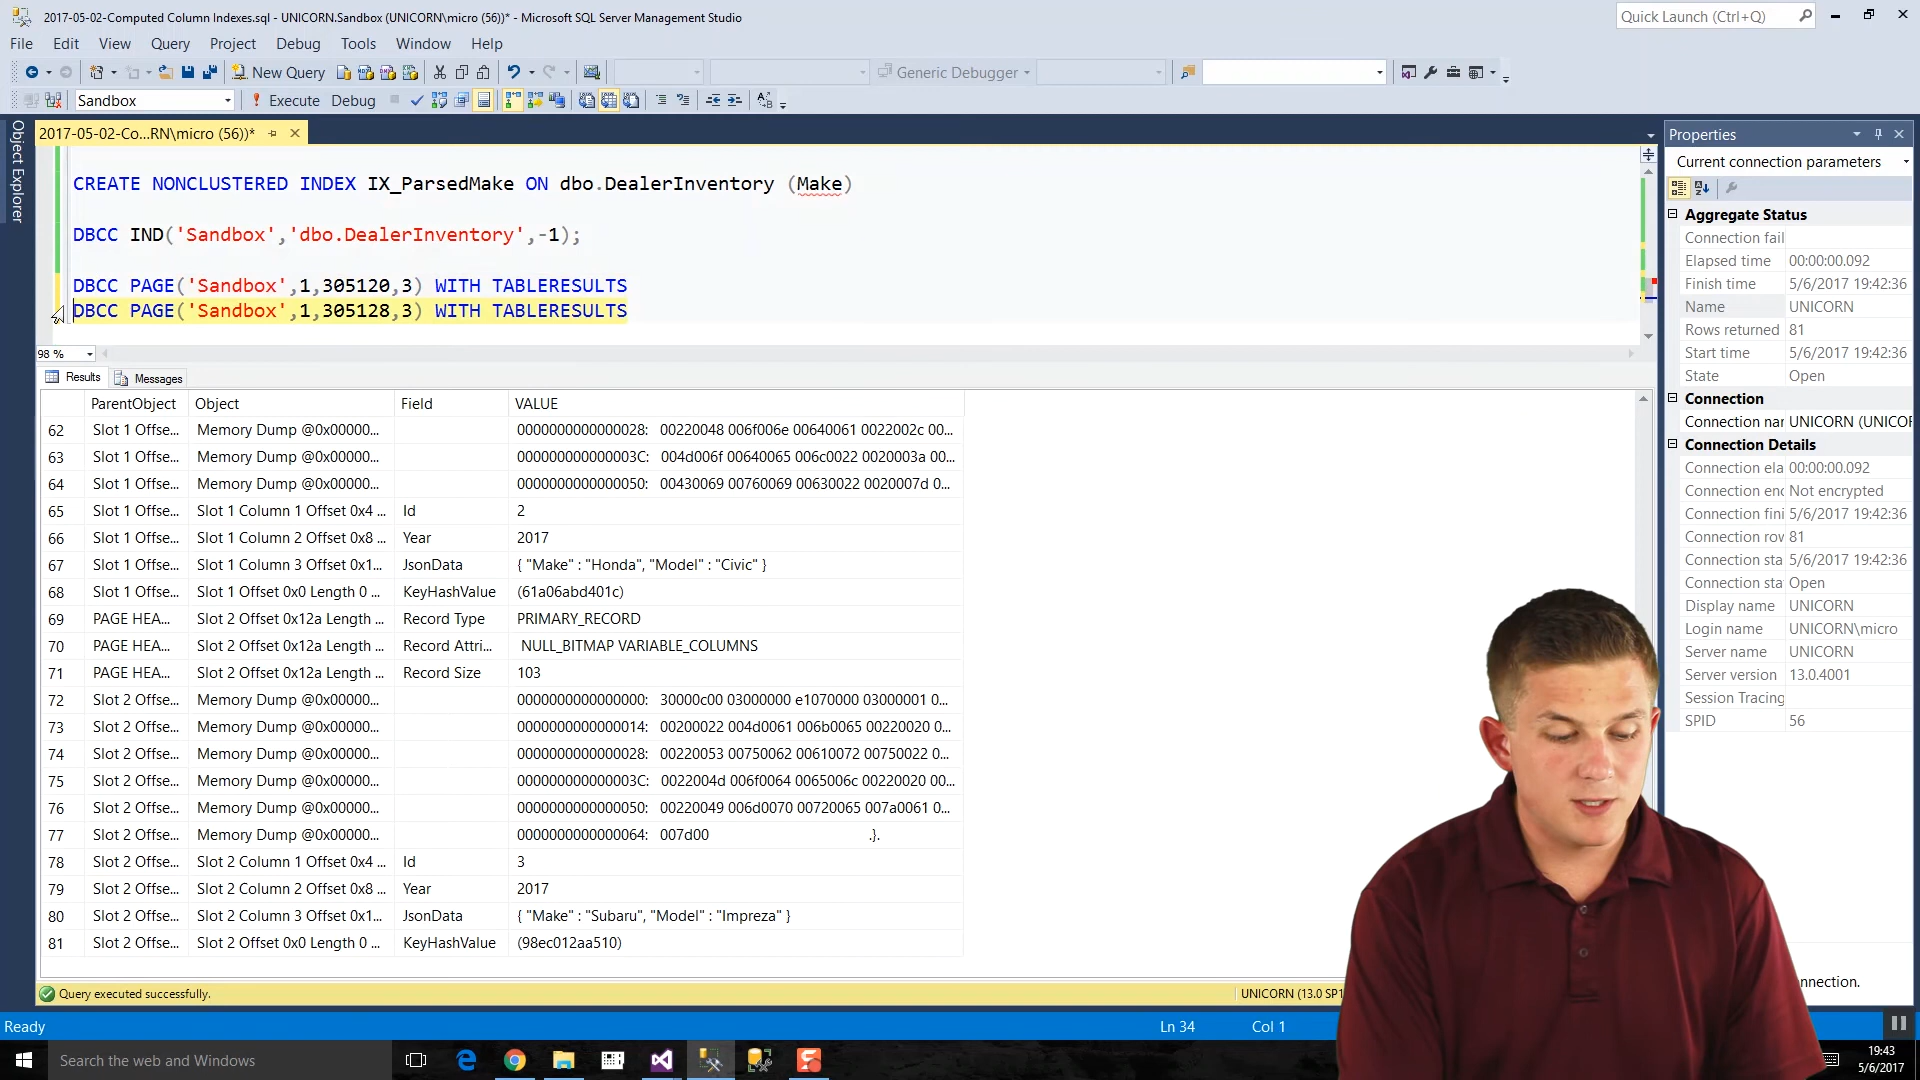 2017-05-02-Computed Column Indexes.sql - UNICORN.Sandbox (UNICORN\micro (56))* - Microsoft SQL Server Management Studio
Quick Launch (Ctrl+Q)
File Edit View Query Project Debug Tools Window Help
New Query
Generic Debugger
Sandbox
Execute Debug
2017-05-02-Co...RN\micro (56))*
Object Explorer
CREATE NONCLUSTERED INDEX IX_ParsedMake ON dbo.DealerInventory (Make)
DBCC IND('Sandbox','dbo.DealerInventory',-1);
DBCC PAGE('Sandbox',1,305120,3) WITH TABLERESULTS
DBCC PAGE('Sandbox',1,305128,3) WITH TABLERESULTS
98 %
Results Messages
ParentObject Object Field VALUE
62 Slot 1 Offse... Memory Dump @0x00000... 0000000000000028: 00220048 006f006e 00640061 0022002c 00...
63 Slot 1 Offse... Memory Dump @0x00000... 000000000000003C: 004d006f 00640065 006c0022 0020003a 00...
64 Slot 1 Offse... Memory Dump @0x00000... 0000000000000050: 00430069 00760069 00630022 0020007d 0...
65 Slot 1 Offse... Slot 1 Column 1 Offset 0x4 ... Id 2
66 Slot 1 Offse... Slot 1 Column 2 Offset 0x8 ... Year 2017
67 Slot 1 Offse... Slot 1 Column 3 Offset 0x1... JsonData { "Make" : "Honda", "Model" : "Civic" }
68 Slot 1 Offse... Slot 1 Offset 0x0 Length 0 ... KeyHashValue (61a06abd401c)
69 PAGE HEA... Slot 2 Offset 0x12a Length ... Record Type PRIMARY_RECORD
70 PAGE HEA... Slot 2 Offset 0x12a Length ... Record Attri... NULL_BITMAP VARIABLE_COLUMNS
71 PAGE HEA... Slot 2 Offset 0x12a Length ... Record Size 103
72 Slot 2 Offse... Memory Dump @0x00000... 0000000000000000: 30000c00 03000000 e1070000 03000001 0...
73 Slot 2 Offse... Memory Dump @0x00000... 0000000000000014: 00200022 004d0061 006b0065 00220020 0...
74 Slot 2 Offse... Memory Dump @0x00000... 0000000000000028: 00220053 00750062 00610072 00750022 0...
75 Slot 2 Offse... Memory Dump @0x00000... 000000000000003C: 0022004d 006f0064 0065006c 00220020 00...
76 Slot 2 Offse... Memory Dump @0x00000... 0000000000000050: 00220049 006d0070 00720065 007a0061 0...
77 Slot 2 Offse... Memory Dump @0x00000... 0000000000000064: 007d00 .}.
78 Slot 2 Offse... Slot 2 Column 1 Offset 0x4 ... Id 3
79 Slot 2 Offse... Slot 2 Column 2 Offset 0x8 ... Year 2017
80 Slot 2 Offse... Slot 2 Column 3 Offset 0x1... JsonData { "Make" : "Subaru", "Model" : "Impreza" }
81 Slot 2 Offse... Slot 2 Offset 0x0 Length 0 ... KeyHashValue (98ec012aa510)
Query executed successfully.
UNICORN (13.0 SP1
Ready
Ln 34 Col 1
Properties
Current connection parameters
Aggregate Status
Connection fail
Elapsed time 00:00:00.092
Finish time 5/6/2017 19:42:36
Name UNICORN
Rows returned 81
Start time 5/6/2017 19:42:36
State Open
Connection
Connection nar UNICORN (UNICOR
Connection Details
Connection ela 00:00:00.092
Connection enc Not encrypted
Connection fini 5/6/2017 19:42:36
Connection rov 81
Connection sta 5/6/2017 19:42:36
Connection sta Open
Display name UNICORN
Login name UNICORN\micro
Server name UNICORN
Server version 13.0.4001
Session Tracing
SPID 56
nnection.
Search the web and Windows
19:43
5/6/2017